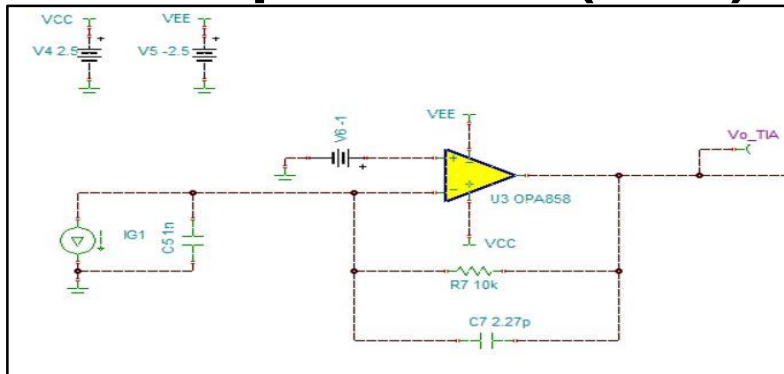 VCC
VEE
V4 2.5
V5 -2.5
V6 -1
VEE
Vo_TIA
U3 OPA858
IG1
C5 1n
VCC
R7 10k
C7 2.27p